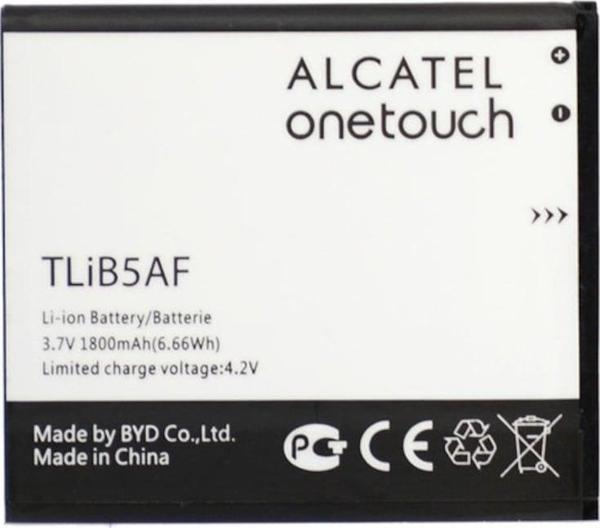 ALCATEL
onetouch
TLiB5AF
Li-ion Battery/Batterie
3.7V 1800mAh(6.66Wh)
Limited charge voltage:4.2V
Made by BYD Co.,Ltd.
Made in China